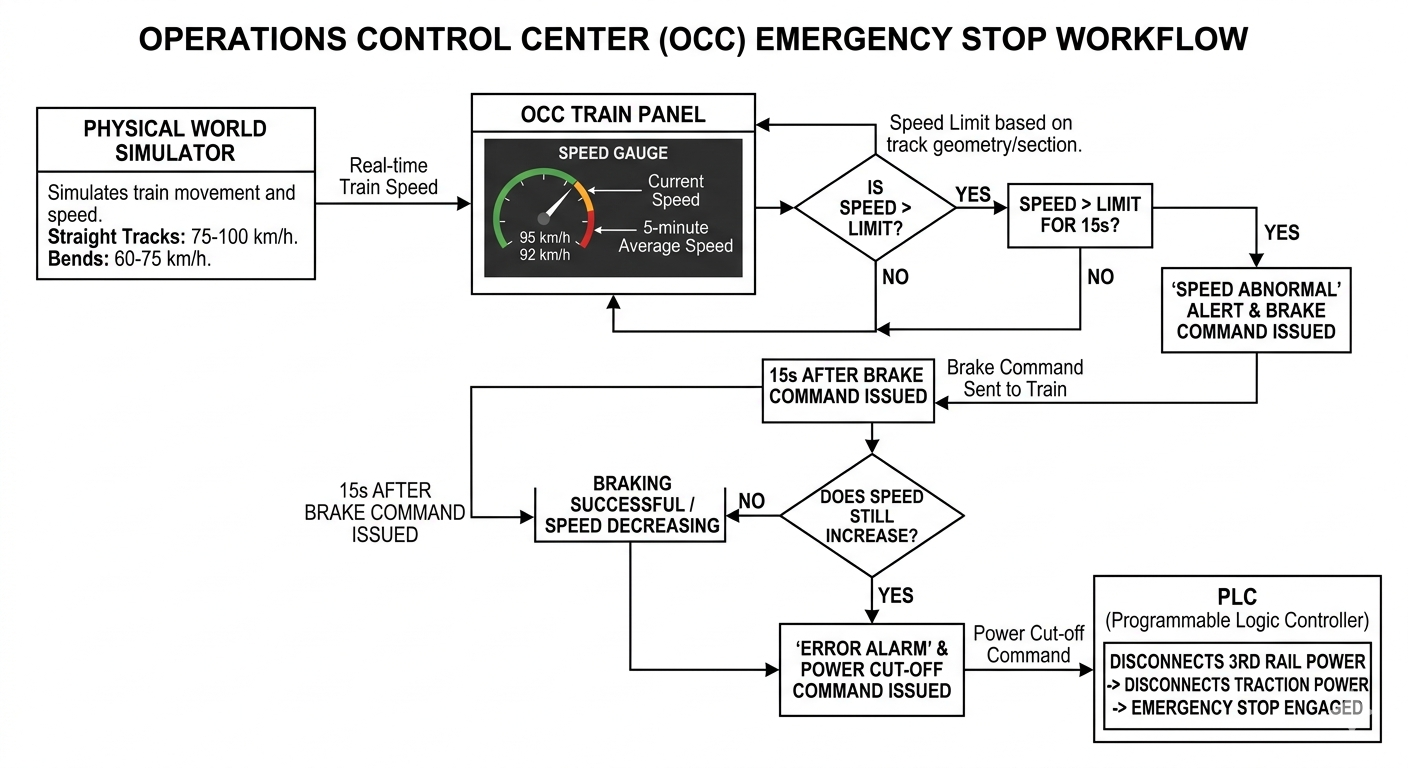 OPERATIONS CONTROL CENTER (OCC) EMERGENCY STOP WORKFLOW
PHYSICAL WORLD
SIMULATOR
Simulates train movement and
speed.
Straight Tracks: 75-100 km/h.
Bends: 60-75 km/h.
Real-time
Train Speed
OCC TRAIN PANEL
SPEED GAUGE
Current
Speed
5-minute
Average Speed
95 km/h
92 km/h
Speed Limit based on
track geometry/section.
IS
SPEED >
LIMIT?
YES
NO
SPEED > LIMIT
FOR 15s?
YES
NO
‘SPEED ABNORMAL’
ALERT & BRAKE
COMMAND ISSUED
Brake Command
Sent to Train
15s AFTER BRAKE
COMMAND ISSUED
15s AFTER
BRAKE COMMAND
ISSUED
BRAKING
SUCCESSFUL /
SPEED DECREASING
NO
DOES SPEED
STILL
INCREASE?
YES
‘ERROR ALARM’ &
POWER CUT-OFF
COMMAND ISSUED
Power Cut-off
Command
PLC
(Programmable Logic Controller)
DISCONNECTS 3RD RAIL POWER
-> DISCONNECTS TRACTION POWER
-> EMERGENCY STOP ENGAGED